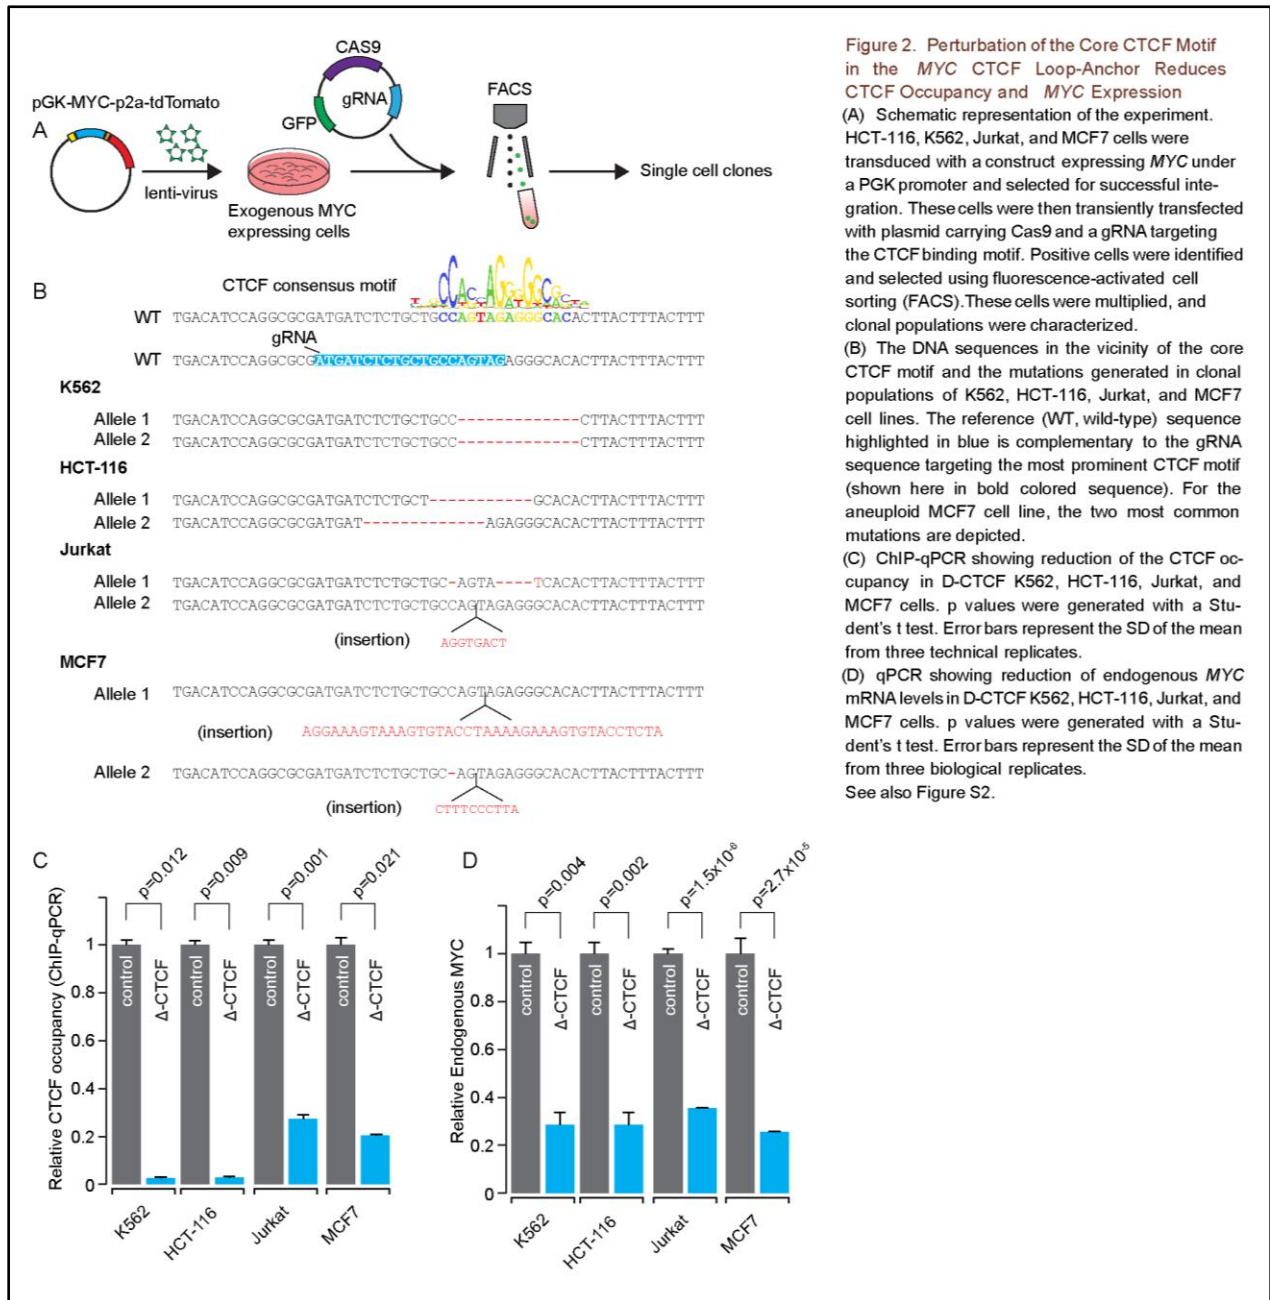 pGK-MYC-p2a-tdTomato
A
lenti-virus
Exogenous MYC
expressing cells
CAS9
gRNA
GFP
FACS
Single cell clones
B
CTCF consensus motif
WT TGACATCCAGGCGCGATGATCTCTGCTGCCAGTAGAGGGCACACTTACTTTACTTT
gRNA
WT TGACATCCAGGCGCGATGATCTCTGCTGCCAGTAGAGGGCACACTTACTTTACTTT
K562
Allele 1 TGACATCCAGGCGCGATGATCTCTGCTGCC-------------CTTACTTTACTTT
Allele 2 TGACATCCAGGCGCGATGATCTCTGCTGCC-------------CTTACTTTACTTT
HCT-116
Allele 1 TGACATCCAGGCGCGATGATCTCTGCT-----------GCACACTTACTTTACTTT
Allele 2 TGACATCCAGGCGCGATGAT-------------AGAGGGCACACTTACTTTACTTT
Jurkat
Allele 1 TGACATCCAGGCGCGATGATCTCTGCTGC-AGTA----TCACACTTACTTTACTTT
Allele 2 TGACATCCAGGCGCGATGATCTCTGCTGCCAGTAGAGGGCACACTTACTTTACTTT
(insertion) AGGTGACT
MCF7
Allele 1 TGACATCCAGGCGCGATGATCTCTGCTGCCAGTAGAGGGCACACTTACTTTACTTT
(insertion) AGGAAAGTAAAGTGTACCTAAAAGAAAGTGTACCTCTA
Allele 2 TGACATCCAGGCGCGATGATCTCTGCTGC-AGTAGAGGGCACACTTACTTTACTTT
(insertion) CTTTCCCTTA
C
Relative CTCF occupancy (ChIP-qPCR)
p=0.012 p=0.009 p=0.001 p=0.021
1
0.8
0.6
0.4
0.2
0
control Δ-CTCF control Δ-CTCF control Δ-CTCF control Δ-CTCF
K562 HCT-116 Jurkat MCF7
D
Relative Endogenous MYC
p=0.004 p=0.002 p=1.5x10⁻⁶ p=2.7x10⁻⁵
1
0.8
0.6
0.4
0.2
0
control Δ-CTCF control Δ-CTCF control Δ-CTCF control Δ-CTCF
K562 HCT-116 Jurkat MCF7
Figure 2. Perturbation of the Core CTCF Motif
in the MYC CTCF Loop-Anchor Reduces
CTCF Occupancy and MYC Expression
(A) Schematic representation of the experiment.
HCT-116, K562, Jurkat, and MCF7 cells were
transduced with a construct expressing MYC under
a PGK promoter and selected for successful inte-
gration. These cells were then transiently transfected
with plasmid carrying Cas9 and a gRNA targeting
the CTCF binding motif. Positive cells were identified
and selected using fluorescence-activated cell
sorting (FACS). These cells were multiplied, and
clonal populations were characterized.
(B) The DNA sequences in the vicinity of the core
CTCF motif and the mutations generated in clonal
populations of K562, HCT-116, Jurkat, and MCF7
cell lines. The reference (WT, wild-type) sequence
highlighted in blue is complementary to the gRNA
sequence targeting the most prominent CTCF motif
(shown here in bold colored sequence). For the
aneuploid MCF7 cell line, the two most common
mutations are depicted.
(C) ChIP-qPCR showing reduction of the CTCF oc-
cupancy in D-CTCF K562, HCT-116, Jurkat, and
MCF7 cells. p values were generated with a Stu-
dent's t test. Error bars represent the SD of the mean
from three technical replicates.
(D) qPCR showing reduction of endogenous MYC
mRNA levels in D-CTCF K562, HCT-116, Jurkat, and
MCF7 cells. p values were generated with a Stu-
dent's t test. Error bars represent the SD of the mean
from three biological replicates.
See also Figure S2.